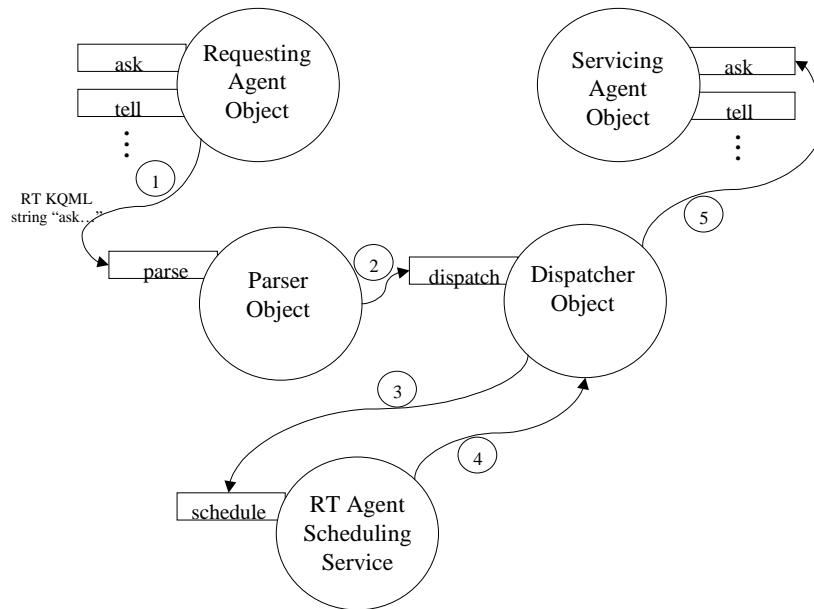 Requesting
Agent
Object
ask
tell
Servicing
Agent
Object
ask
tell
1
RT KQML
string “ask…”
5
parse
Parser
Object
2
dispatch
Dispatcher
Object
3
4
schedule
RT Agent
Scheduling
Service